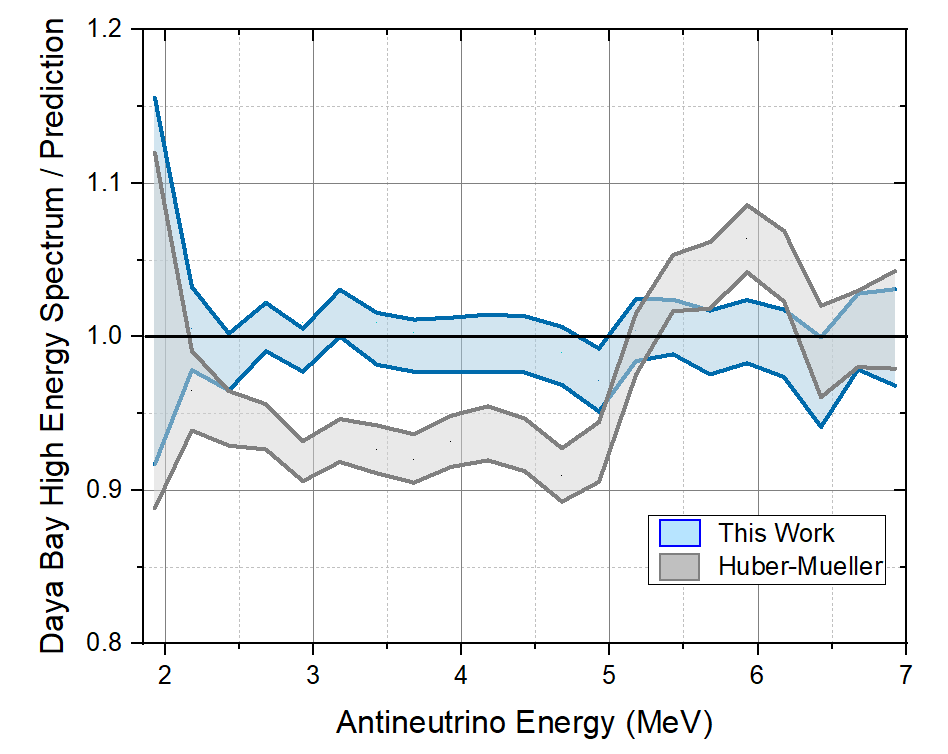 Daya Bay High Energy Spectrum / Prediction
1.2
1.1
1.0
0.9
0.8
This Work
Huber-Mueller
2 3 4 5 6 7
Antineutrino Energy (MeV)